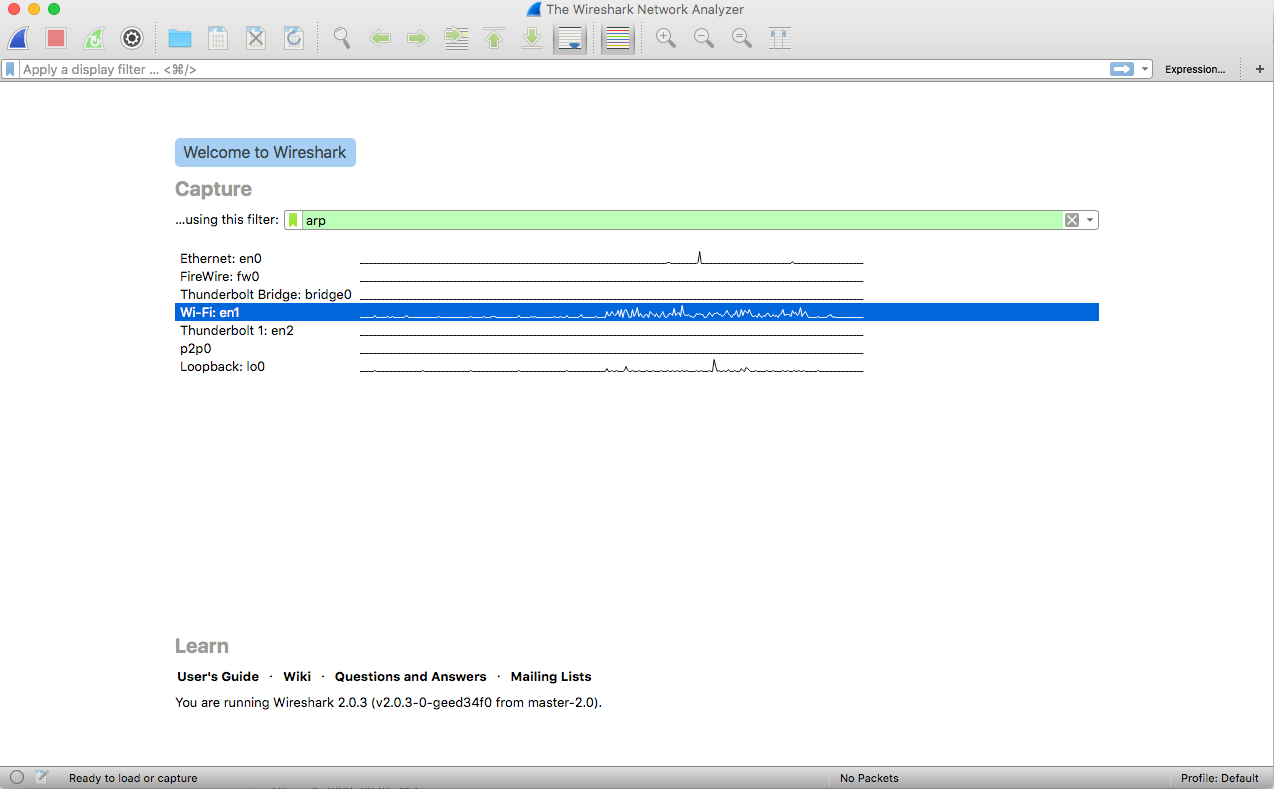 The Wireshark Network Analyzer
Apply a display filter ... <⌘/>
Expression...
+
Welcome to Wireshark
Capture
...using this filter: arp
Ethernet: en0
FireWire: fw0
Thunderbolt Bridge: bridge0
Wi-Fi: en1
Thunderbolt 1: en2
p2p0
Loopback: lo0
Learn
User's Guide · Wiki · Questions and Answers · Mailing Lists
You are running Wireshark 2.0.3 (v2.0.3-0-geed34f0 from master-2.0).
Ready to load or capture
No Packets
Profile: Default